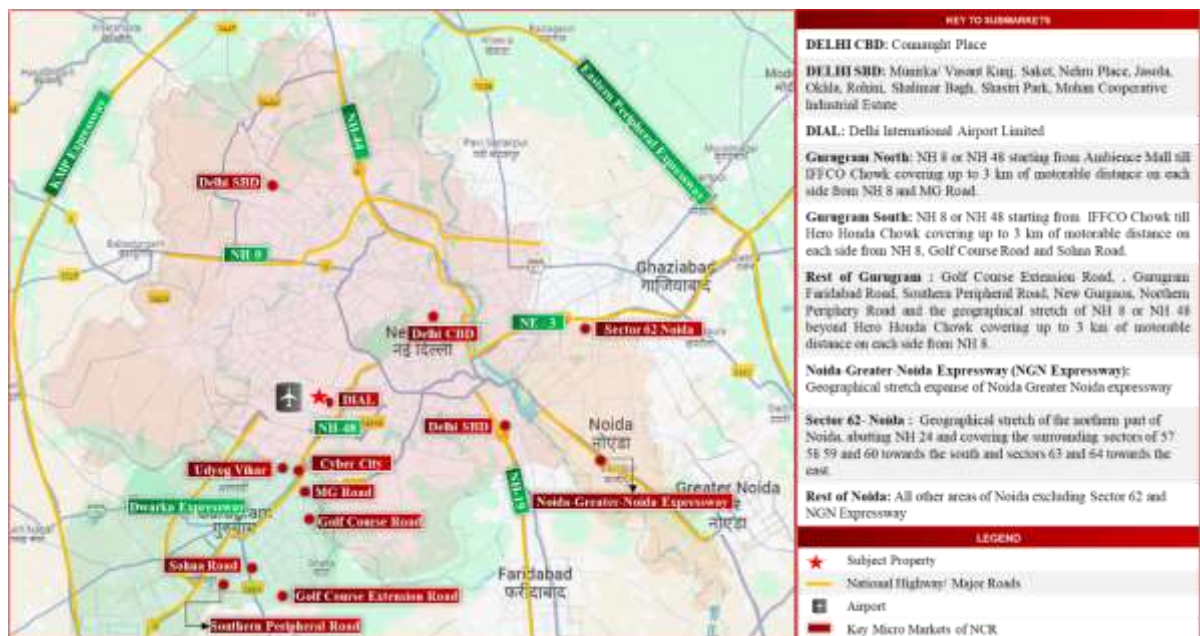 KMP Expressway
NH-44
Eastern Peripheral Expressway
Delhi SBD
NH 9
Ghaziabad
गाज़ियाबाद
Delhi CBD
नई दिल्ली
NE - 3
Sector 62 Noida
DIAL
NH-48
Delhi SBD
Noida
नोएडा
Udyog Vihar
Cyber City
MG Road
NH-19
Noida-Greater-Noida Expressway
Greater Noida
नोएडा
Dwarka Expressway
गुरुग्राम
Golf Course Road
Sohna Road
Faridabad
फरीदाबाद
Golf Course Extension Road
Southern Peripheral Road
KEY TO SUBMARKETS
DELHI CBD: Connaught Place
DELHI SBD: Munirka/ Vasant Kunj, Saket, Nehru Place, Jasola,
Okhla, Rohini, Shalimar Bagh, Shastri Park, Mohan Cooperative
Industrial Estate
DIAL: Delhi International Airport Limited
Gurugram North: NH 8 or NH 48 starting from Ambience Mall till
IFFCO Chowk covering up to 3 km of motorable distance on each
side from NH 8 and MG Road.
Gurugram South: NH 8 or NH 48 starting from IFFCO Chowk till
Hero Honda Chowk covering up to 3 km of motorable distance on
each side from NH 8, Golf Course Road and Sohna Road.
Rest of Gurugram : Golf Course Extension Road, . Gurugram
Faridabad Road, Southern Peripheral Road, New Gurgaon, Northern
Periphery Road and the geographical stretch of NH 8 or NH 48
beyond Hero Honda Chowk covering up to 3 km of motorable
distance on each side from NH 8.
Noida-Greater-Noida Expressway (NGN Expressway):
Geographical stretch expanse of Noida Greater Noida expressway
Sector 62- Noida : Geographical stretch of the northern part of
Noida, abutting NH 24 and covering the surrounding sectors of 57
58 59 and 60 towards the south and sectors 63 and 64 towards the
east.
Rest of Noida: All other areas of Noida excluding Sector 62 and
NGN Expressway
LEGEND
Subject Property
National Highway/ Major Roads
Airport
Key Micro Markets of NCR